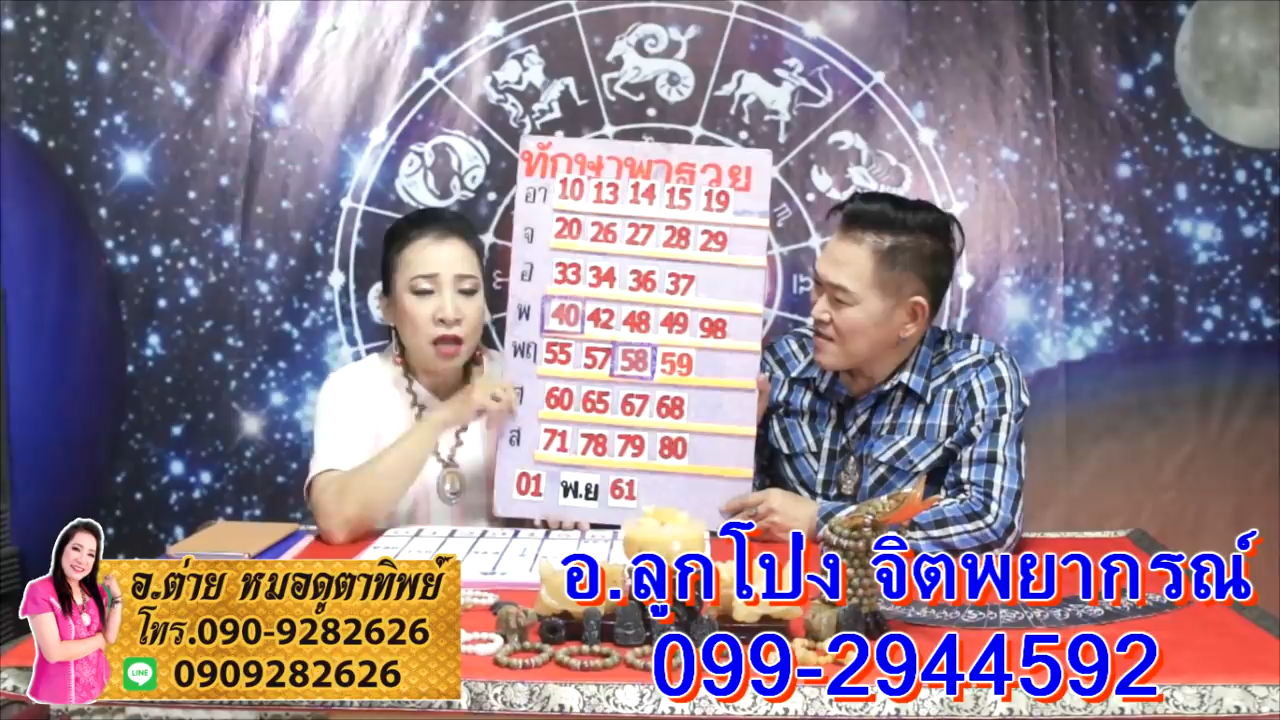 ทักษาพารวย
อา 10 13 14 15 19
จ 20 26 27 28 29
อ 33 34 36 37
พ 40 42 48 49 98
พฤ 55 57 58 59
ศ 60 65 67 68
ส 71 78 79 80
01 พ.ย 61
อ.ต่าย หมอดูตาทิพย์
โทร.090-9282626
LINE 0909282626
อ.ลูกโป่ง จิตพยากรณ์
099-2944592